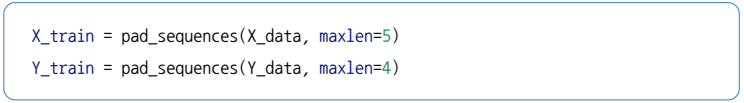 X_train = pad_sequences(X_data, maxlen=5)
Y_train = pad_sequences(Y_data, maxlen=4)